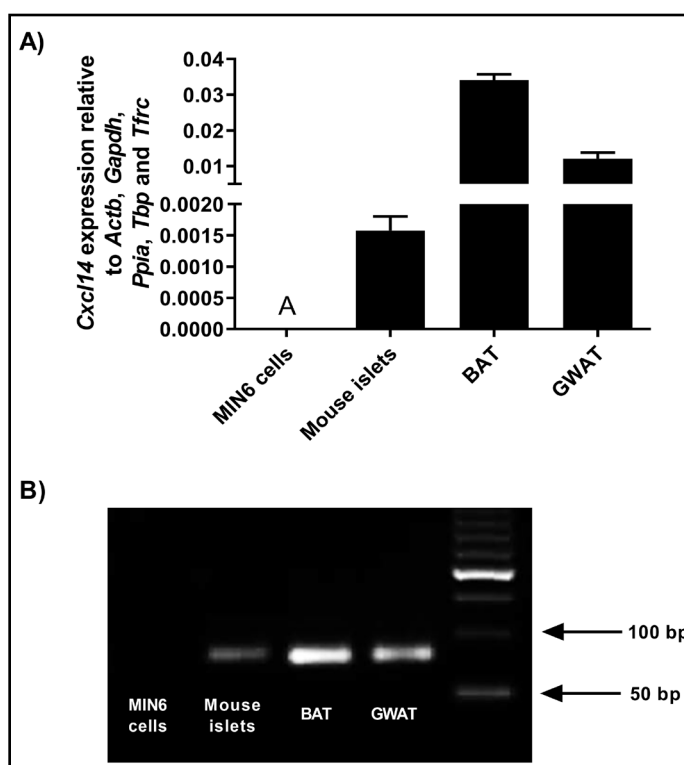 A)
Cxcl14 expression relative
to Actb, Gapdh,
Ppia, Tbp and Tfrc
0.04
0.03
0.02
0.01
0.0020
0.0015
0.0010
0.0005
0.0000
A
MIN6 cells
Mouse islets
BAT
GWAT
B)
100 bp
50 bp
MIN6
cells
Mouse
islets
BAT
GWAT